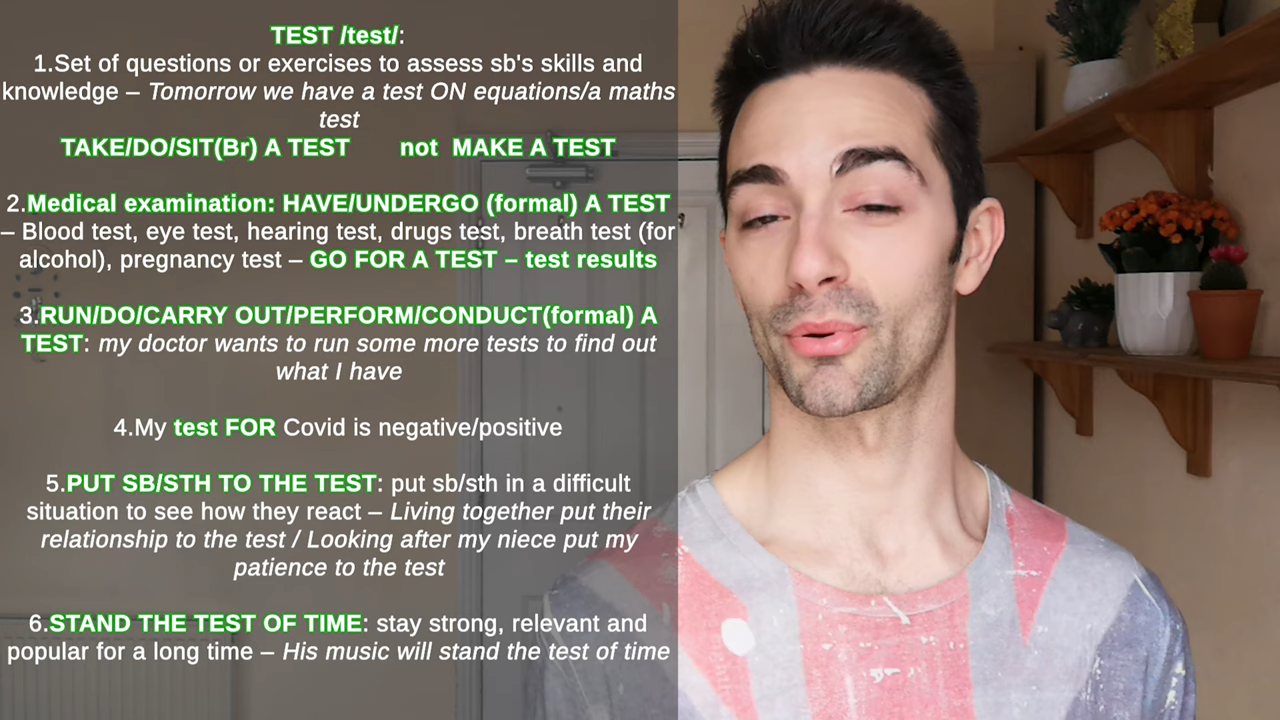 TEST /test/:
1.Set of questions or exercises to assess sb's skills and
knowledge – Tomorrow we have a test ON equations/a maths
test
TAKE/DO/SIT(Br) A TEST not MAKE A TEST
2.Medical examination: HAVE/UNDERGO (formal) A TEST
– Blood test, eye test, hearing test, drugs test, breath test (for
alcohol), pregnancy test – GO FOR A TEST – test results
3.RUN/DO/CARRY OUT/PERFORM/CONDUCT(formal) A
TEST: my doctor wants to run some more tests to find out
what I have
4.My test FOR Covid is negative/positive
5.PUT SB/STH TO THE TEST: put sb/sth in a difficult
situation to see how they react – Living together put their
relationship to the test / Looking after my niece put my
patience to the test
6.STAND THE TEST OF TIME: stay strong, relevant and
popular for a long time – His music will stand the test of time